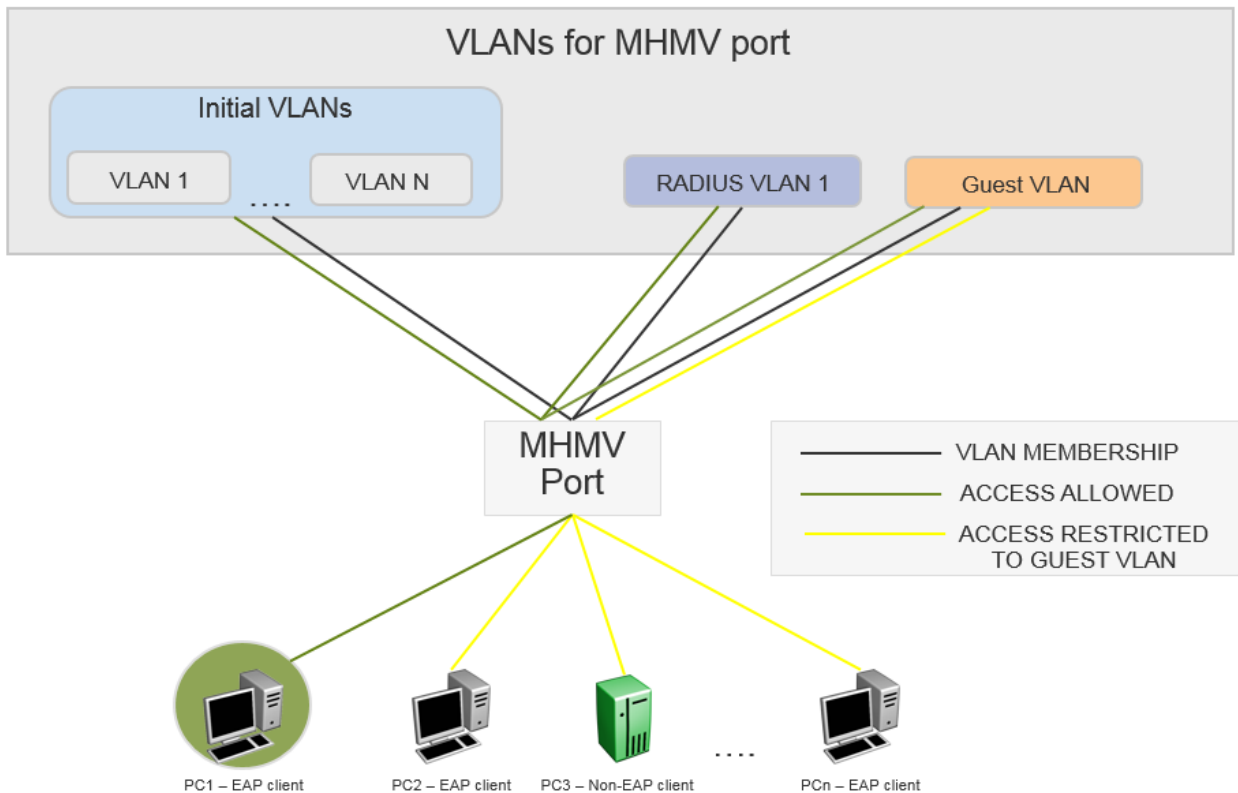 VLANs for MHMV port
Initial VLANs
VLAN 1
....
VLAN N
RADIUS VLAN 1
Guest VLAN
MHMV
Port
VLAN MEMBERSHIP
ACCESS ALLOWED
ACCESS RESTRICTED
TO GUEST VLAN
....
PC1 – EAP client
PC2 – EAP client
PC3 – Non-EAP client
PCn – EAP client